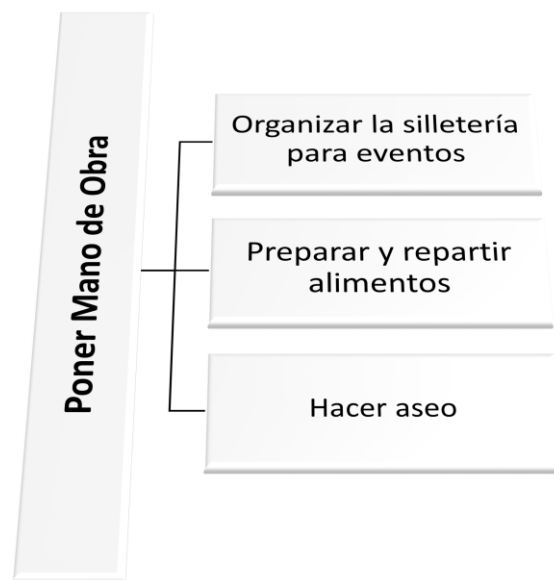 Poner Mano de Obra
Organizar la silletería
para eventos
Preparar y repartir
alimentos
Hacer aseo